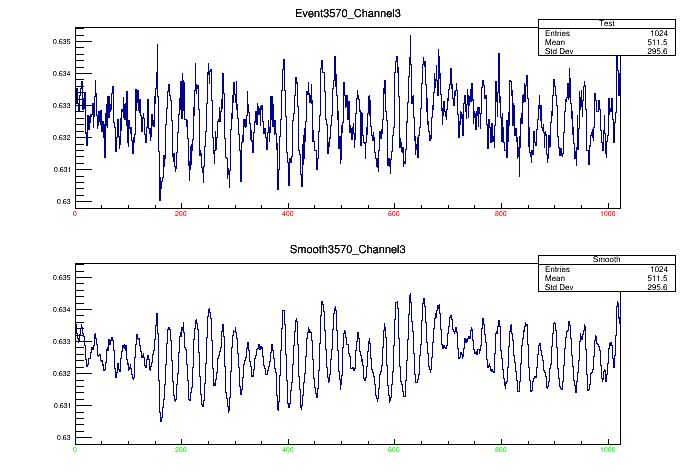 Event3570_Channel3
Test
Entries 1024
Mean 511.5
Std Dev 295.6
0.635
0.634
0.633
0.632
0.631
0.63
0 200 400 600 800 1000
Smooth3570_Channel3
Smooth
Entries 1024
Mean 511.5
Std Dev 295.6
0.635
0.634
0.633
0.632
0.631
0.63
0 200 400 600 800 1000